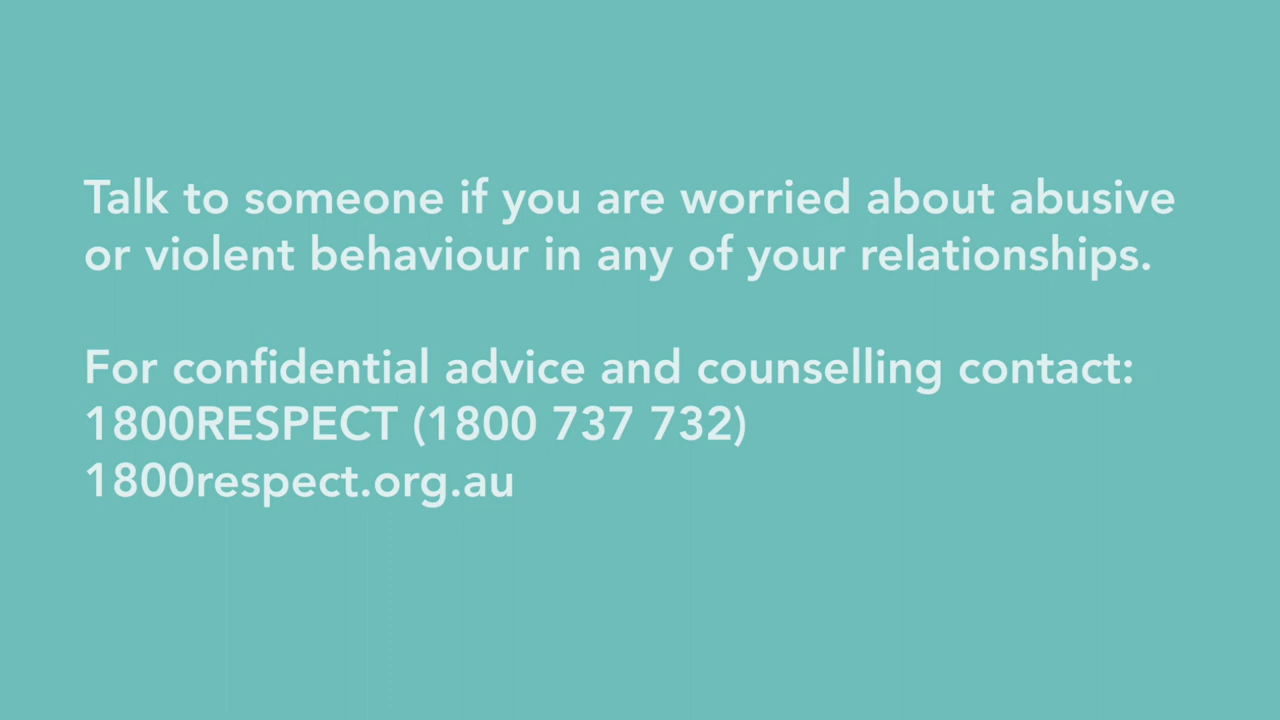 Talk to someone if you are worried about abusive
or violent behaviour in any of your relationships.
For confidential advice and counselling contact:
1800RESPECT (1800 737 732)
1800respect.org.au